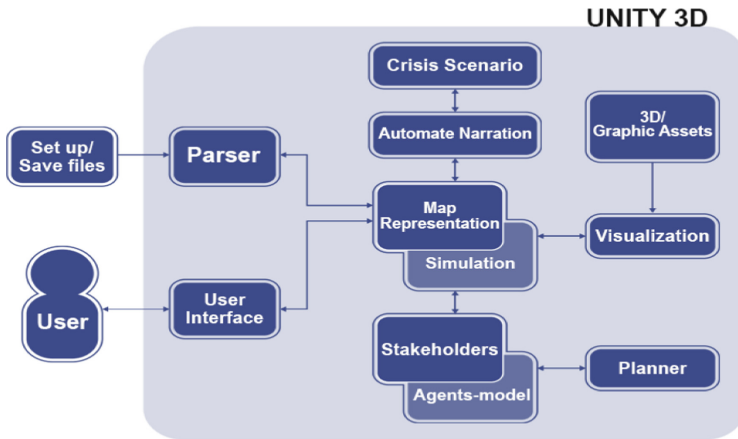 UNITY 3D
Crisis Scenario
Automate Narration
3D/
Graphic Assets
Set up/
Save files
Parser
Map
Representation
Simulation
Visualization
User
User
Interface
Stakeholders
Agents-model
Planner